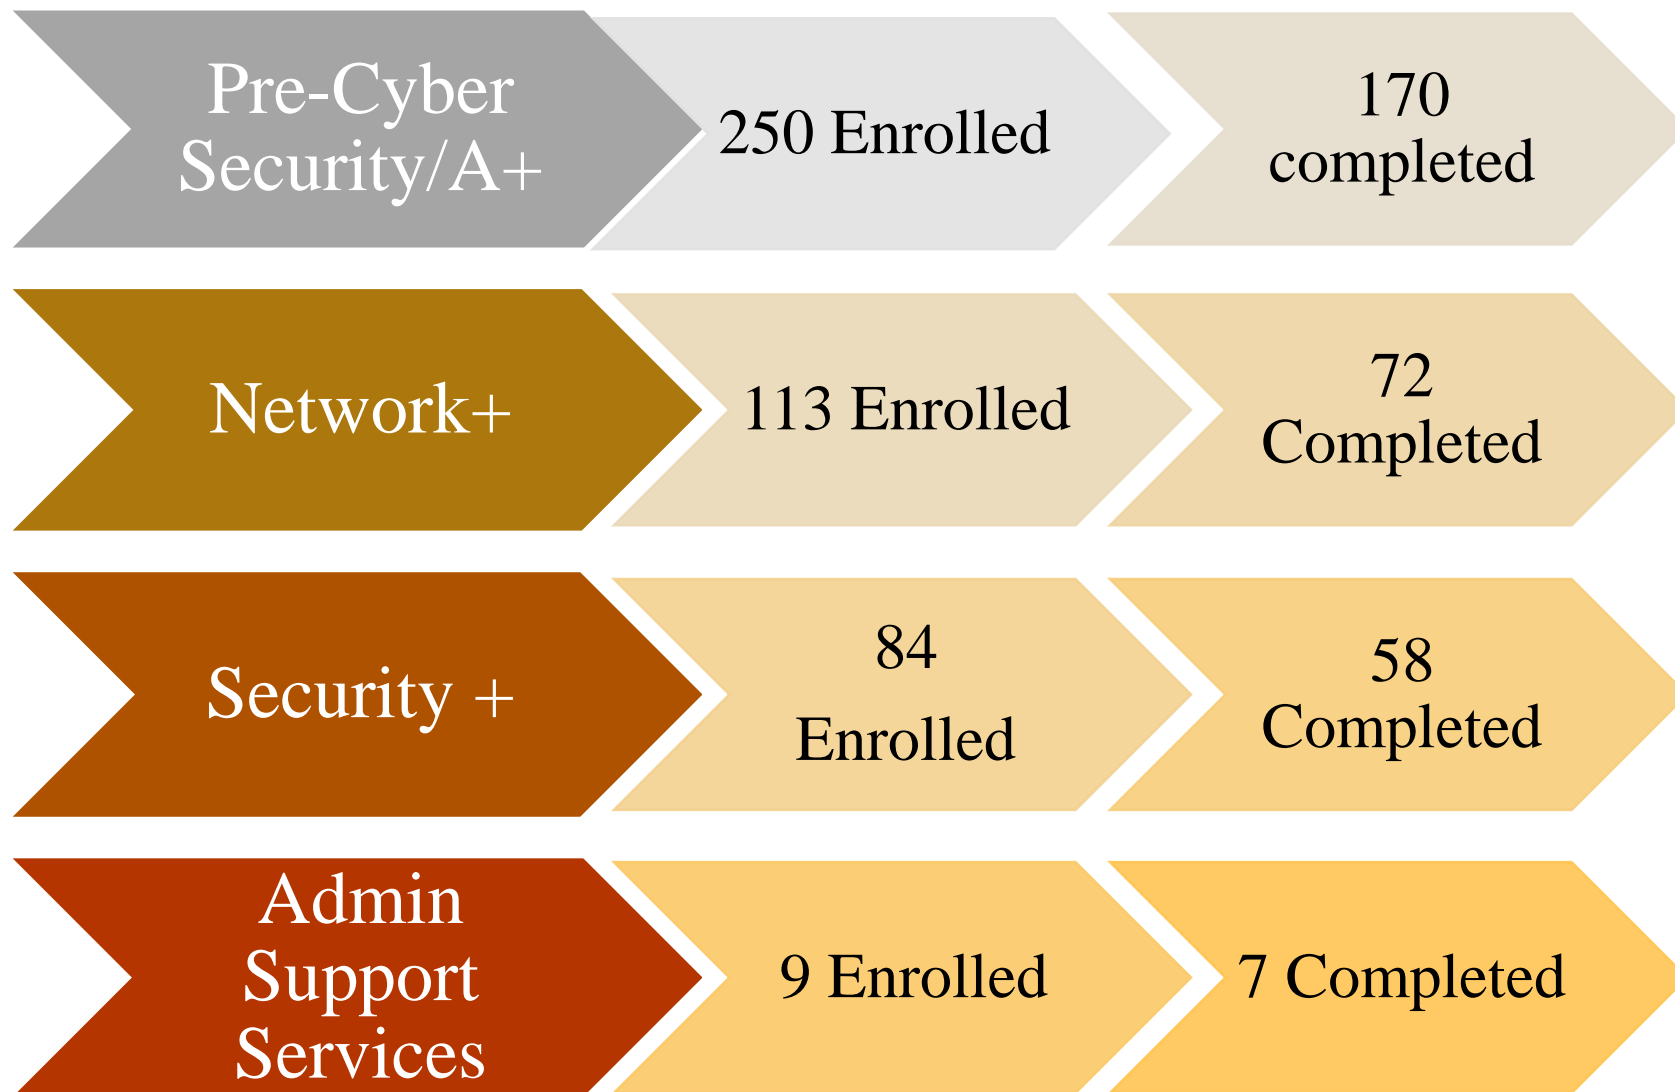 Pre-Cyber
Security/A+
250 Enrolled
170
completed
Network+
113 Enrolled
72
Completed
Security +
84
Enrolled
58
Completed
Admin
Support
Services
9 Enrolled
7 Completed